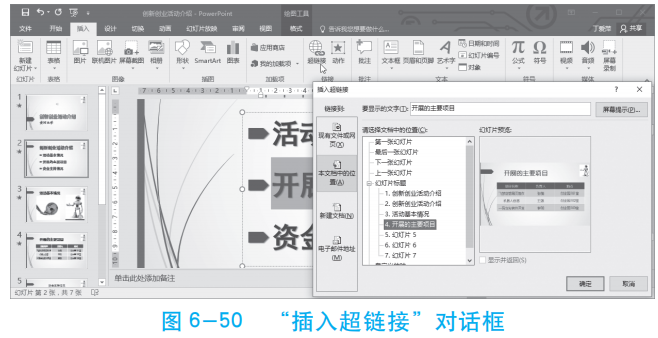 创新创业活动介绍 - PowerPoint
绘图工具
文件 开始 插入 设计 切换 动画 幻灯片放映 审阅 视图 格式 告诉我您想要做什么... 丁爱萍 共享
新建幻灯片 表格 图片 联机图片 屏幕截图 相册 形状 SmartArt 图表 应用商店 我的加载项 超链接 动作 批注 文本框 页眉和页脚 艺术字 日期和时间 幻灯片编号 对象 公式 符号 视频 音频 屏幕录制
幻灯片 表格 图像 插图 加载项 链接 批注 文本 符号 媒体
1
2
3
4
5
活动
开展
资金
单击此处添加备注
幻灯片 第 2 张，共 7 张
插入超链接 ? ×
链接到: 要显示的文字(T): 开展的主要项目 屏幕提示(P)...
现有文件或网页(X)
本文档中的位置(A)
新建文档(N)
电子邮件地址(M)
请选择文档中的位置(C):
第一张幻灯片
最后一张幻灯片
下一张幻灯片
上一张幻灯片
幻灯片标题
1. 创新创业活动介绍
2. 创新创业活动介绍
3. 活动基本情况
4. 开展的主要项目
5. 幻灯片 5
6. 幻灯片 6
7. 幻灯片 7
幻灯片预览:
开展的主要项目
显示并返回(S)
确定 取消
图 6-50 “插入超链接”对话框